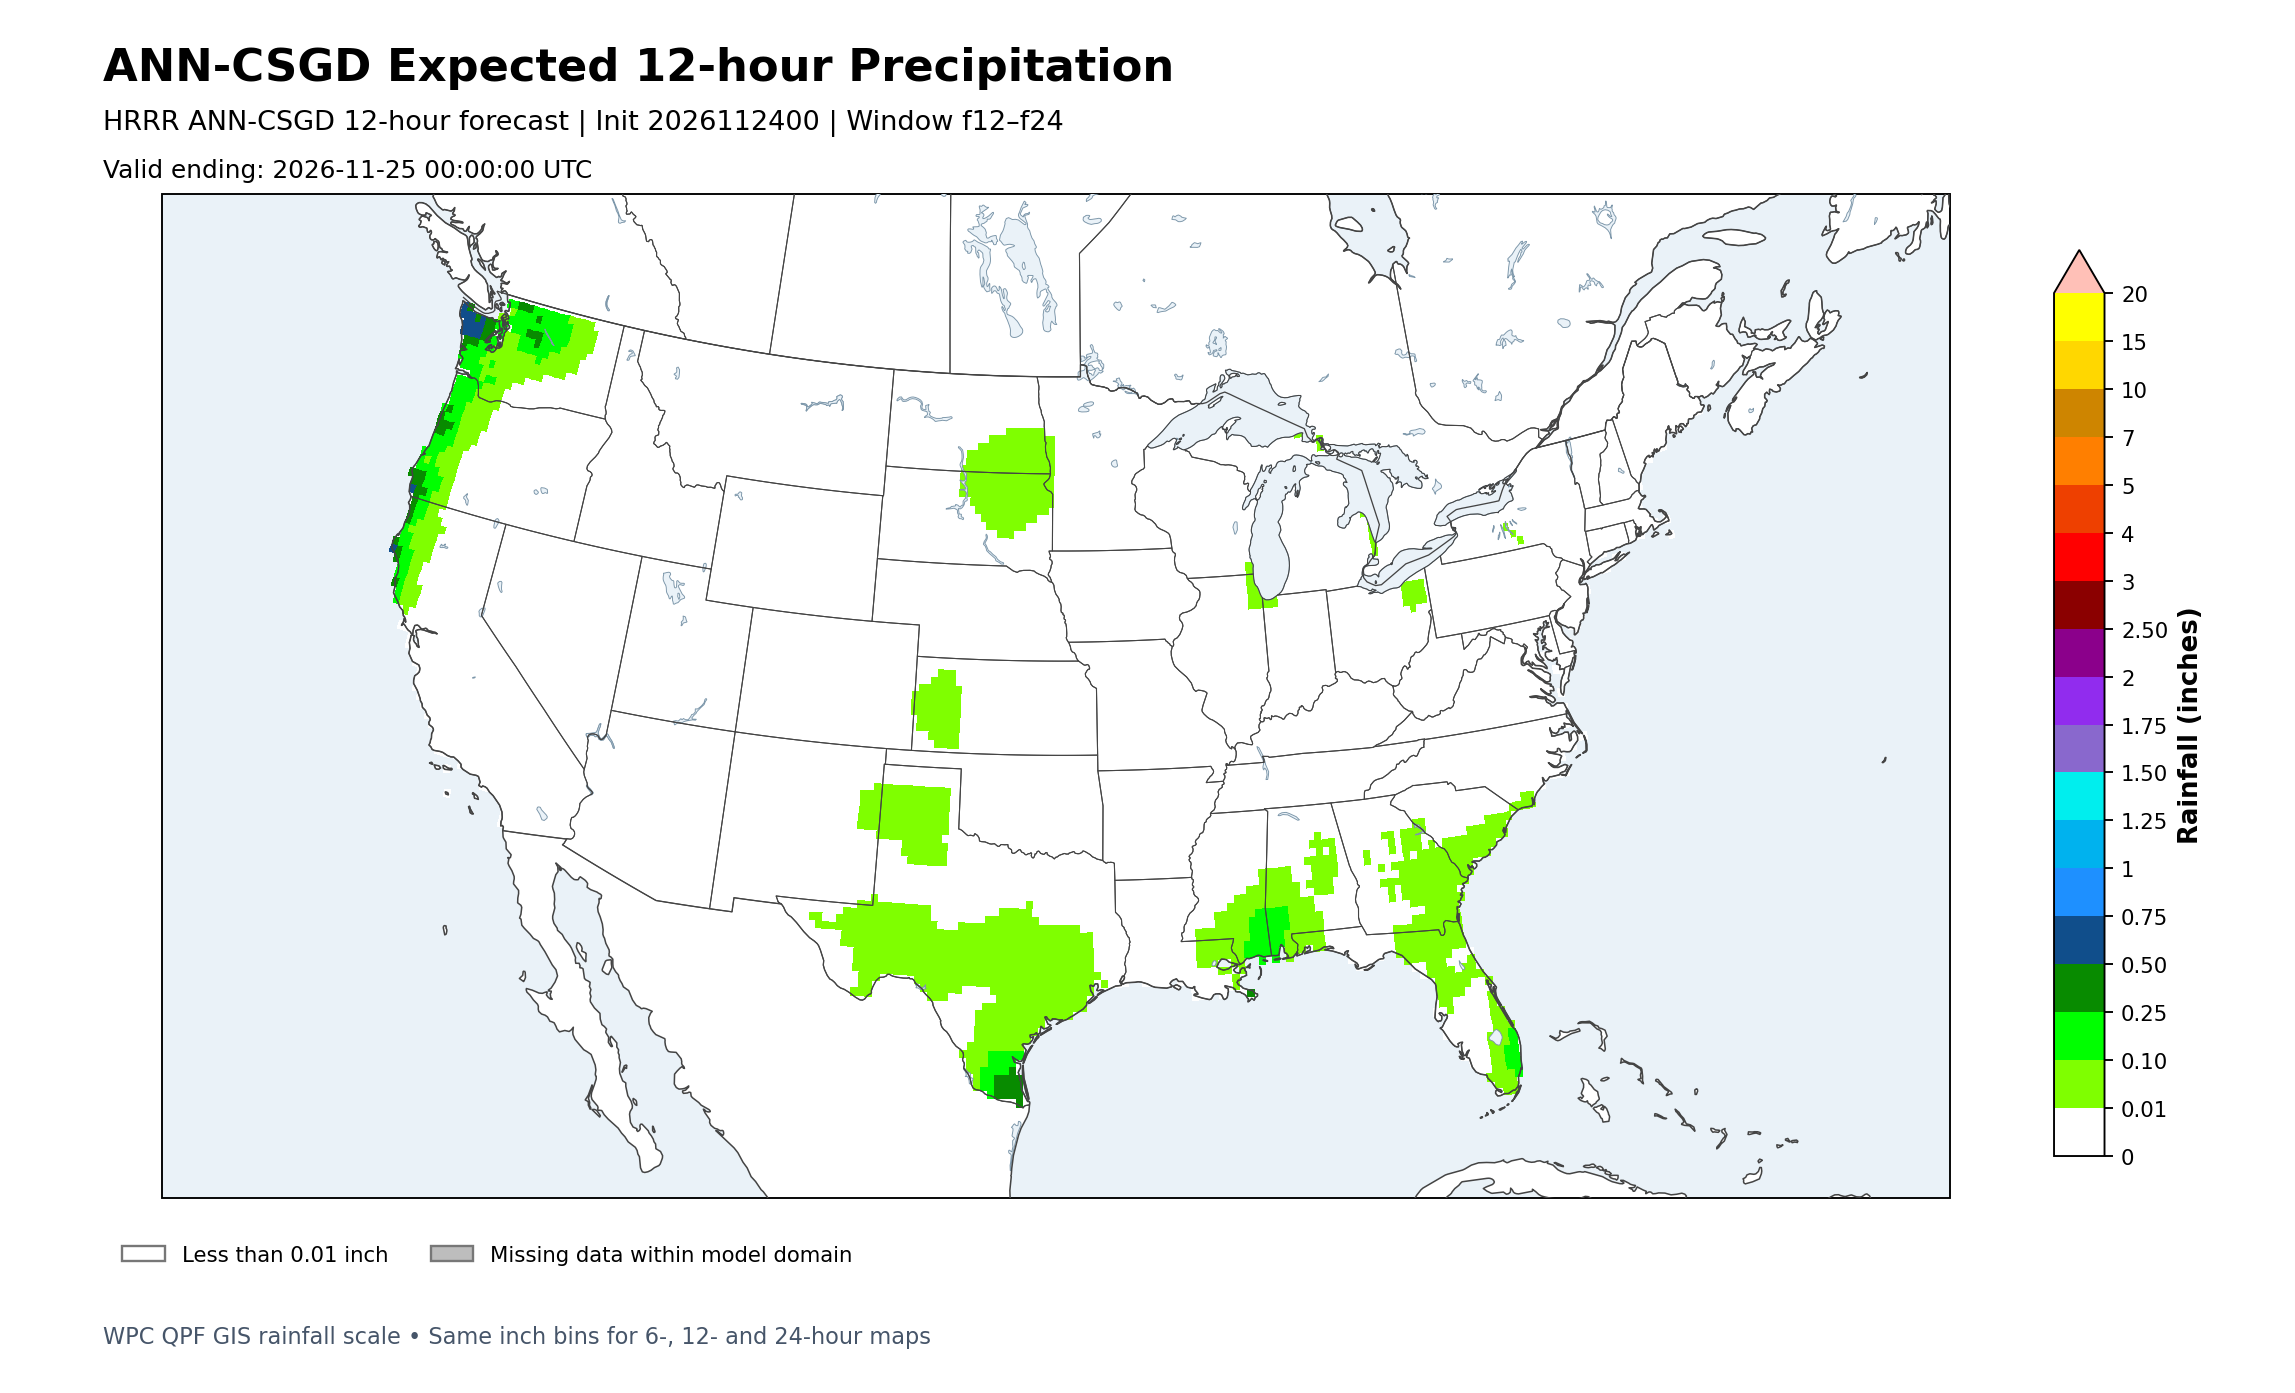 ANN-CSGD Expected 12-hour Precipitation
HRRR ANN-CSGD 12-hour forecast | Init 2026112400 | Window f12–f24
Valid ending: 2026-11-25 00:00:00 UTC
20
15
10
7
5
4
3
2.50
2
1.75
1.50
1.25
1
0.75
0.50
0.25
0.10
0.01
0
Rainfall (inches)
Less than 0.01 inch
Missing data within model domain
WPC QPF GIS rainfall scale • Same inch bins for 6-, 12- and 24-hour maps